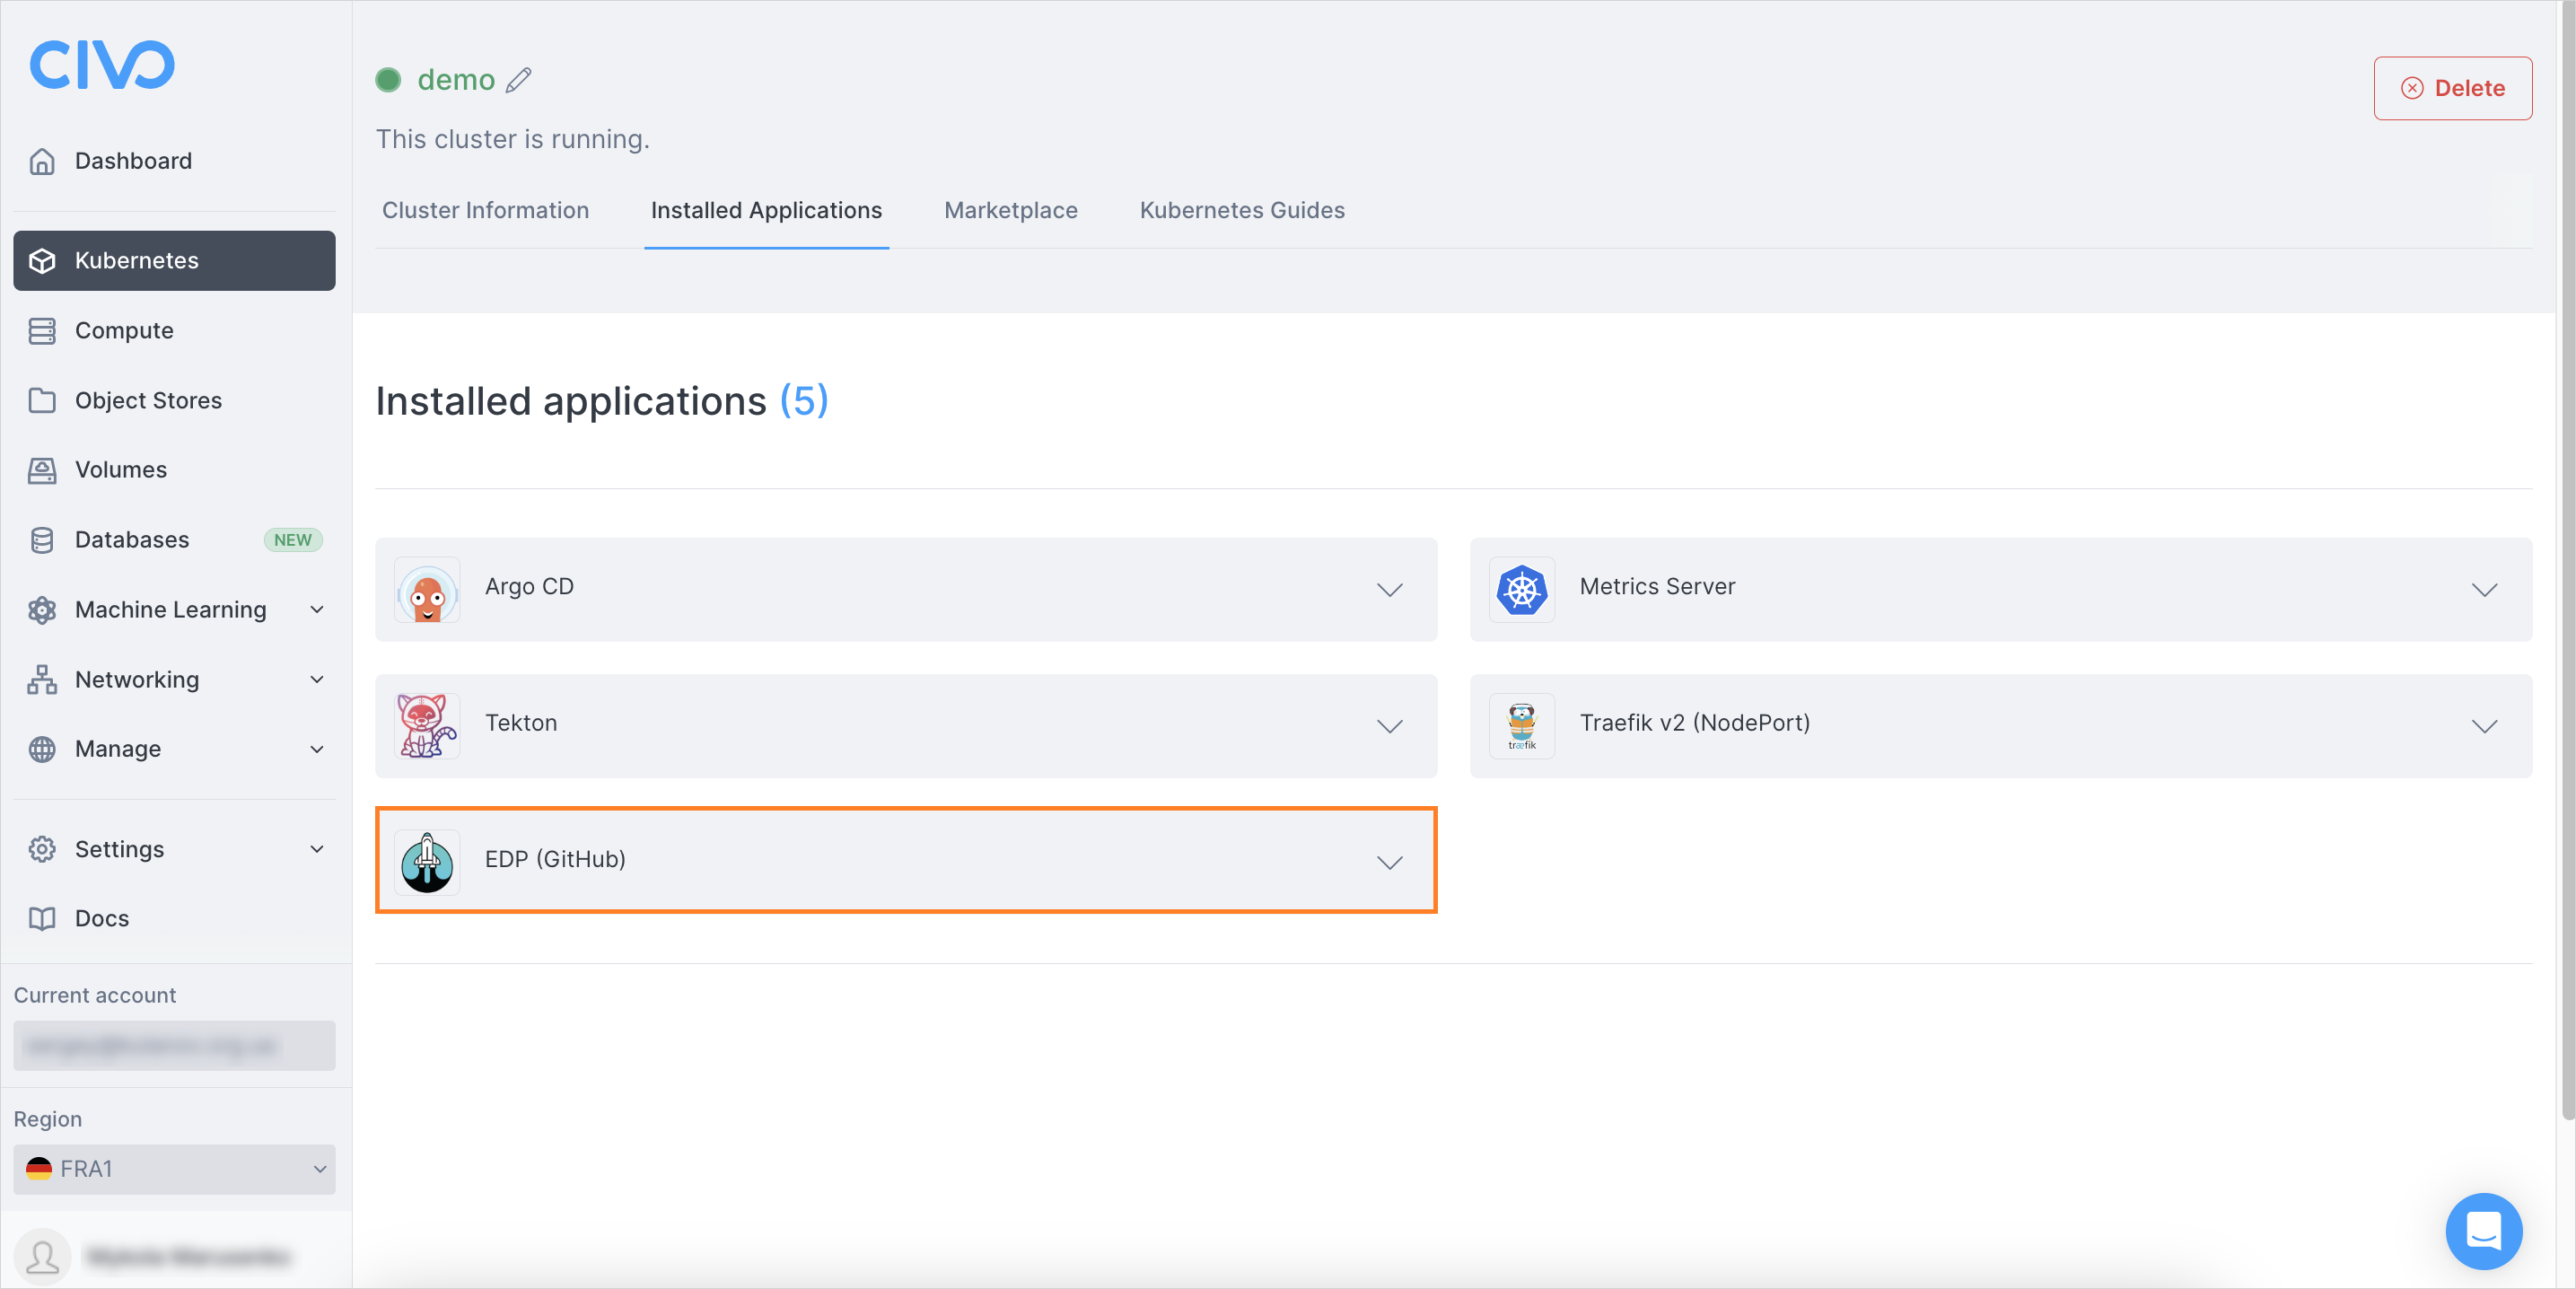 CIVO
Dashboard
Kubernetes
Compute
Object Stores
Volumes
Databases NEW
Machine Learning
Networking
Manage
Settings
Docs
Current account
Region
FRA1
demo
This cluster is running.
Delete
Cluster Information Installed Applications Marketplace Kubernetes Guides
Installed applications (5)
Argo CD
Metrics Server
Tekton
træfik
Traefik v2 (NodePort)
EDP (GitHub)